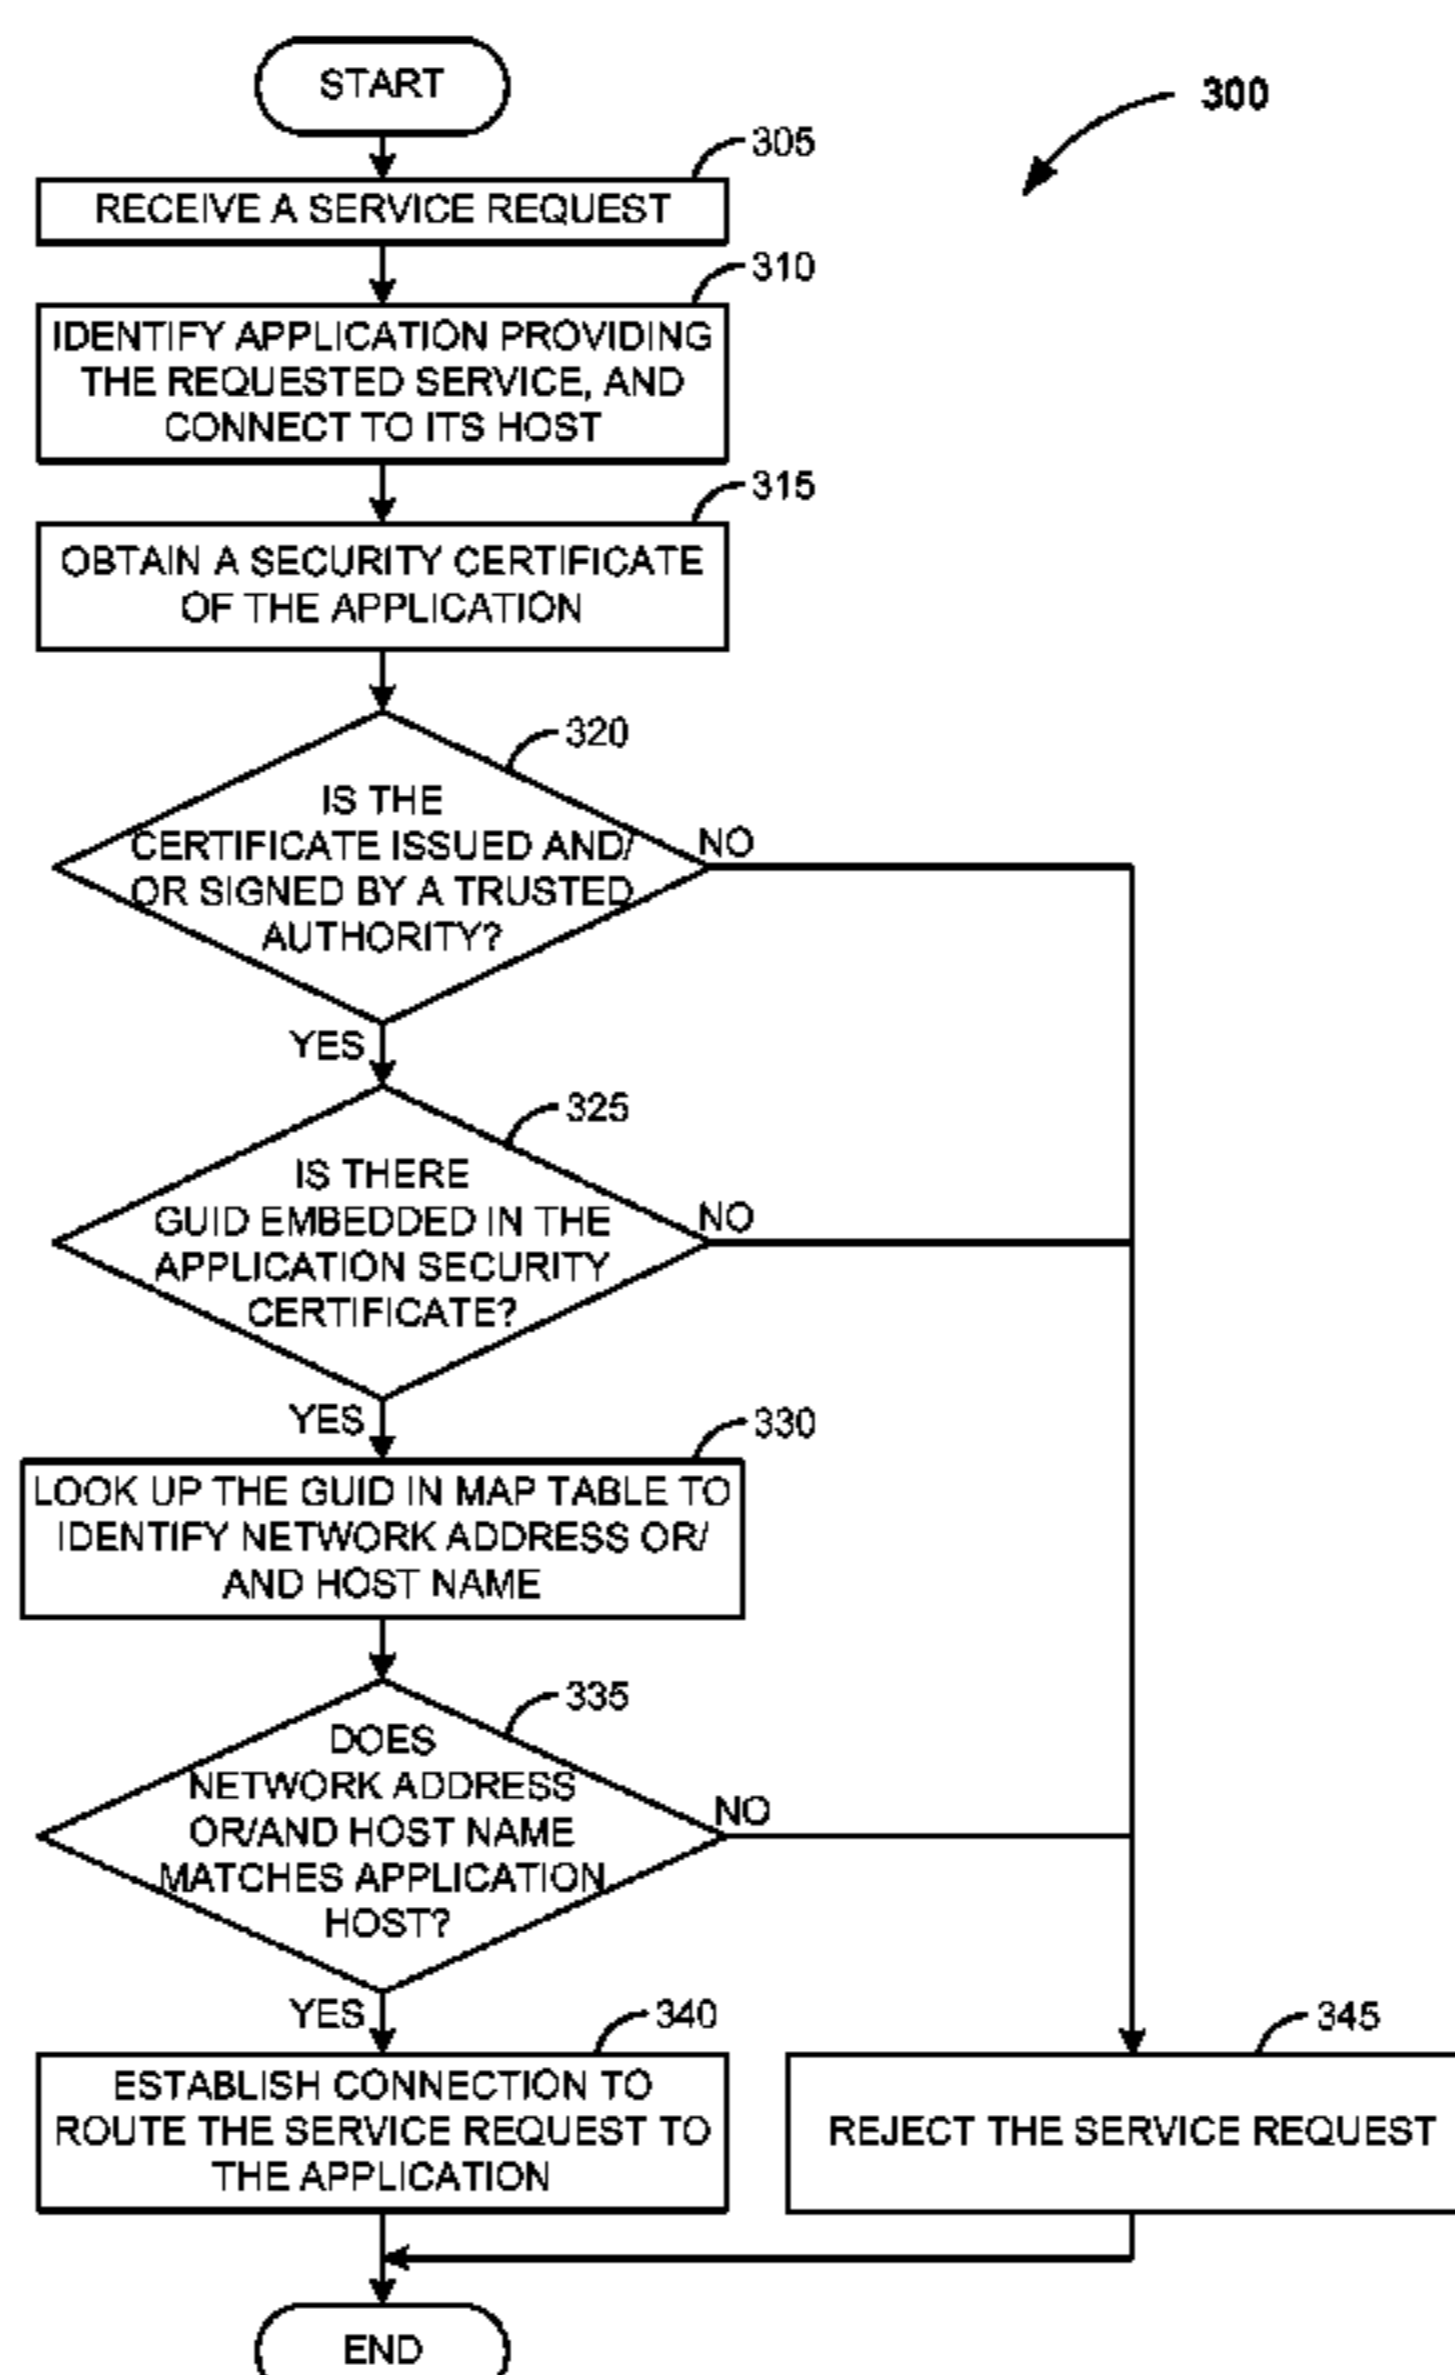 START
300
305
RECEIVE A SERVICE REQUEST
310
IDENTIFY APPLICATION PROVIDING
THE REQUESTED SERVICE, AND
CONNECT TO ITS HOST
315
OBTAIN A SECURITY CERTIFICATE
OF THE APPLICATION
320
IS THE
CERTIFICATE ISSUED AND/
OR SIGNED BY A TRUSTED
AUTHORITY?
NO
YES
325
IS THERE
GUID EMBEDDED IN THE
APPLICATION SECURITY
CERTIFICATE?
NO
YES
330
LOOK UP THE GUID IN MAP TABLE TO
IDENTIFY NETWORK ADDRESS OR/
AND HOST NAME
335
DOES
NETWORK ADDRESS
OR/AND HOST NAME
MATCHES APPLICATION
HOST?
NO
YES
340
ESTABLISH CONNECTION TO
ROUTE THE SERVICE REQUEST TO
THE APPLICATION
345
REJECT THE SERVICE REQUEST
END